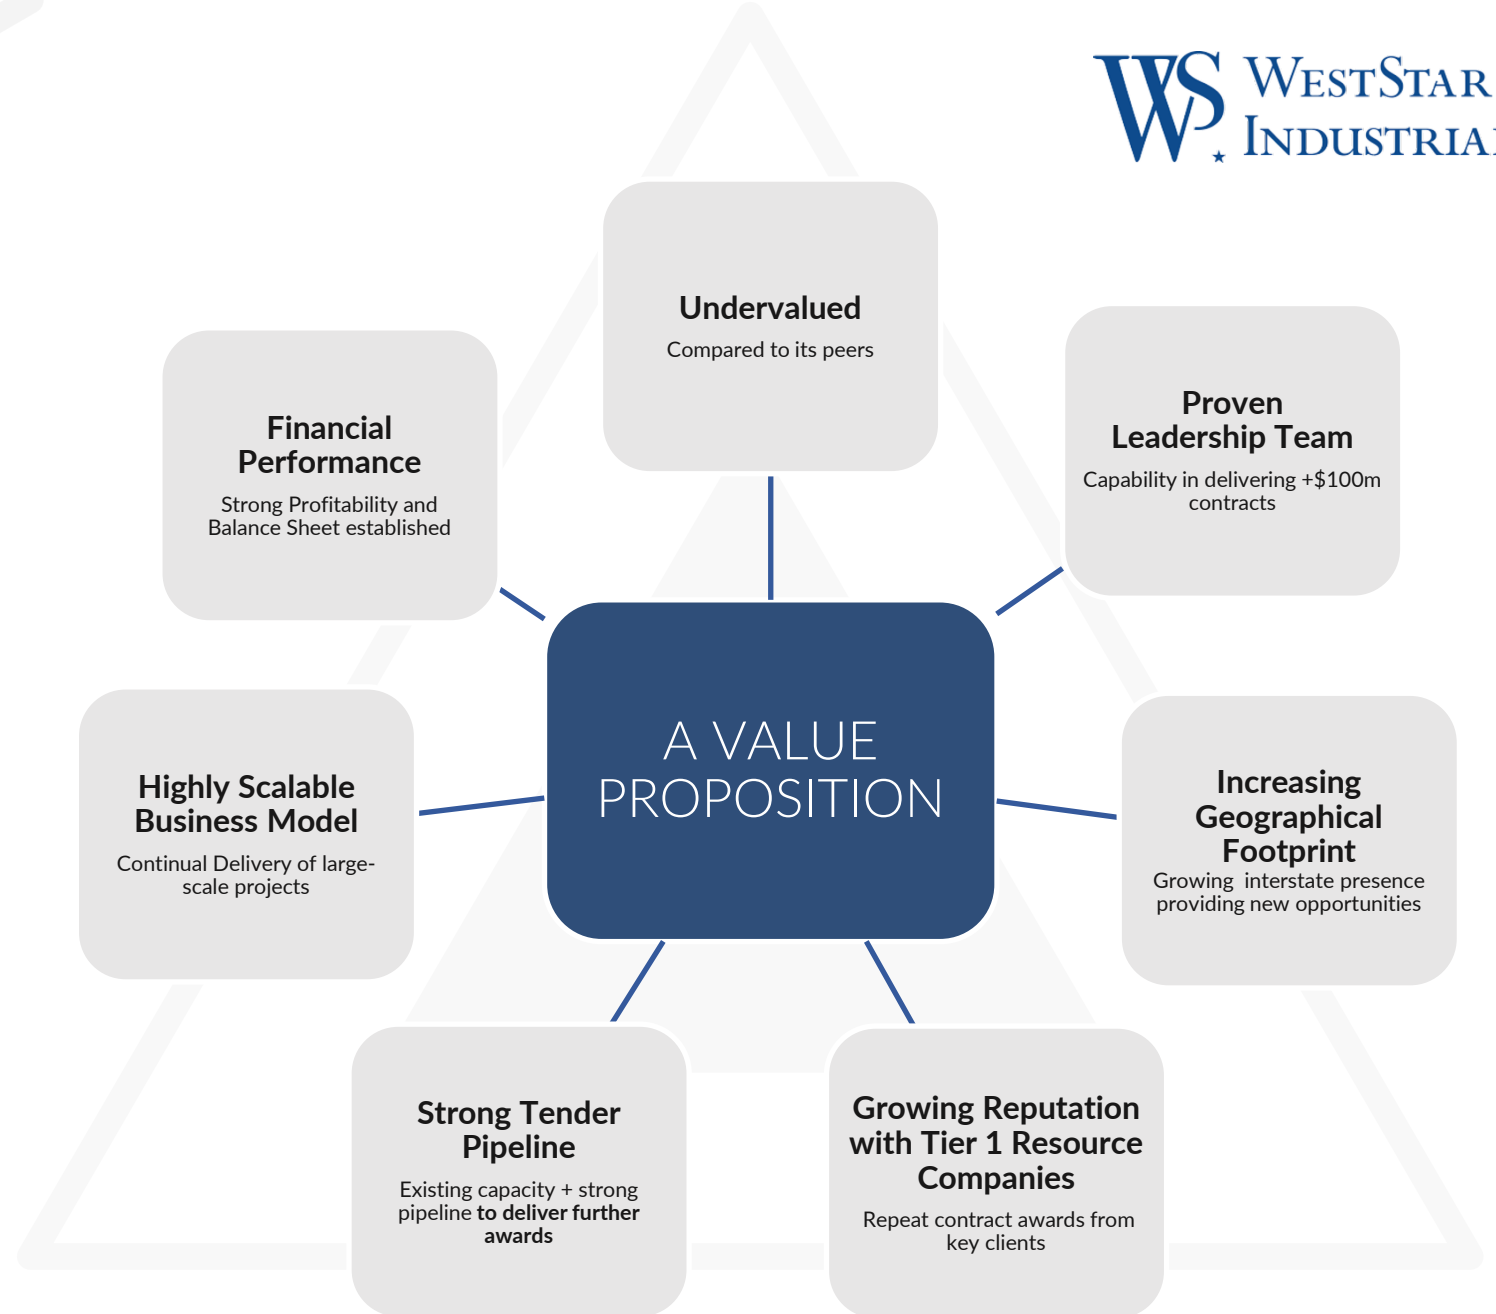 WS WESTSTAR
INDUSTRIAL
Undervalued
Compared to its peers
Proven
Leadership Team
Capability in delivering +$100m
contracts
Financial
Performance
Strong Profitability and
Balance Sheet established
A VALUE
PROPOSITION
Highly Scalable
Business Model
Continual Delivery of large-
scale projects
Increasing
Geographical
Footprint
Growing  interstate presence
providing new opportunities
Strong Tender
Pipeline
Existing capacity + strong
pipeline to deliver further
awards
Growing Reputation
with Tier 1 Resource
Companies
Repeat contract awards from
key clients